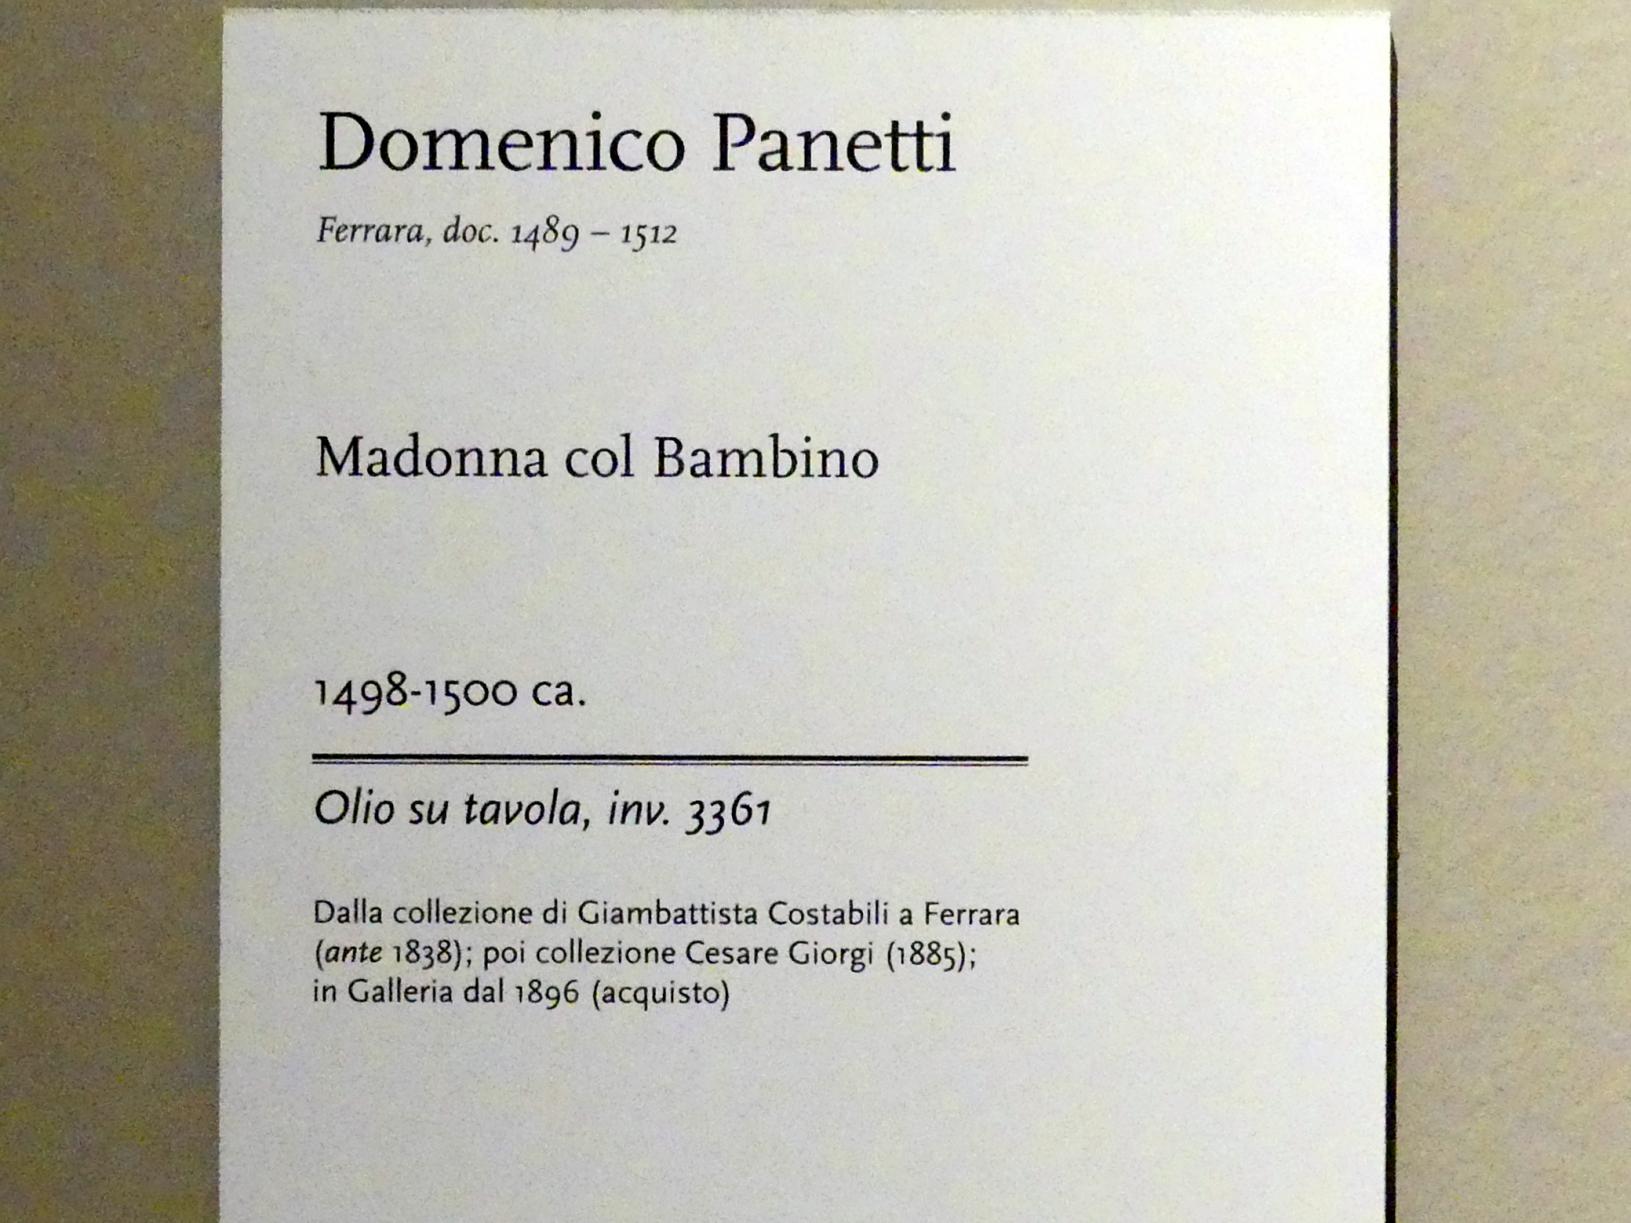 Domenico Panetti
Ferrara, doc. 1489 – 1512
Madonna col Bambino
1498-1500 ca.
Olio su tavola, inv. 3361
Dalla collezione di Giambattista Costabili a Ferrara
(ante 1838); poi collezione Cesare Giorgi (1885);
in Galleria dal 1896 (acquisto)